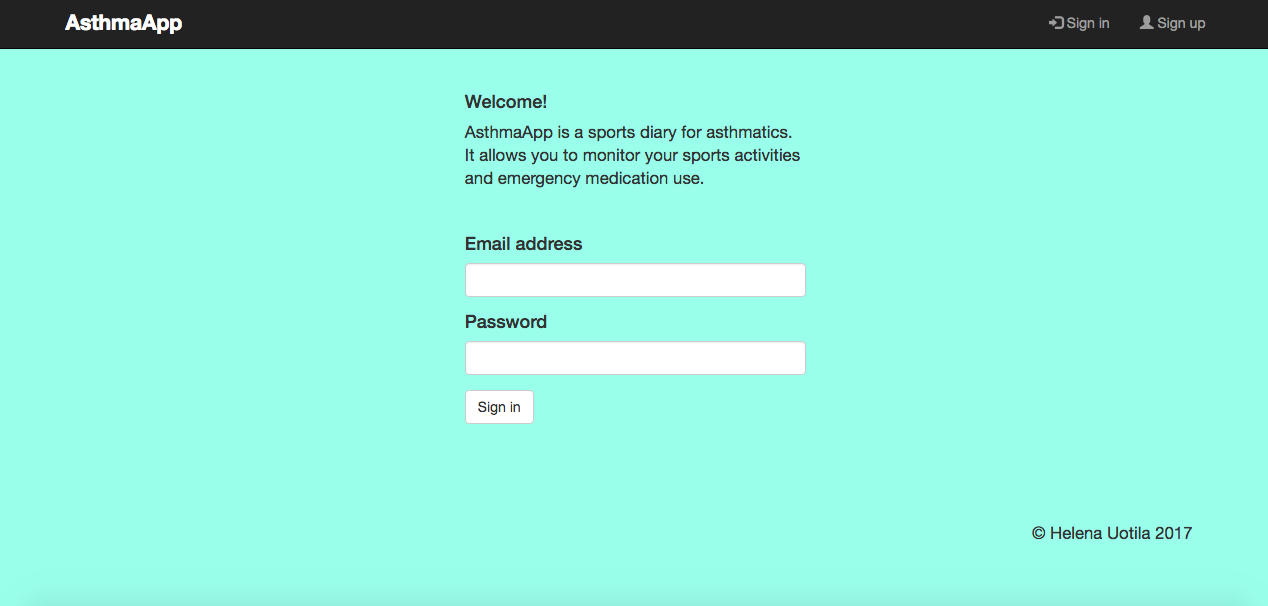 AsthmaApp
Sign in
Sign up
Welcome!
AsthmaApp is a sports diary for asthmatics.
It allows you to monitor your sports activities
and emergency medication use.
Email address
Password
Sign in
© Helena Uotila 2017